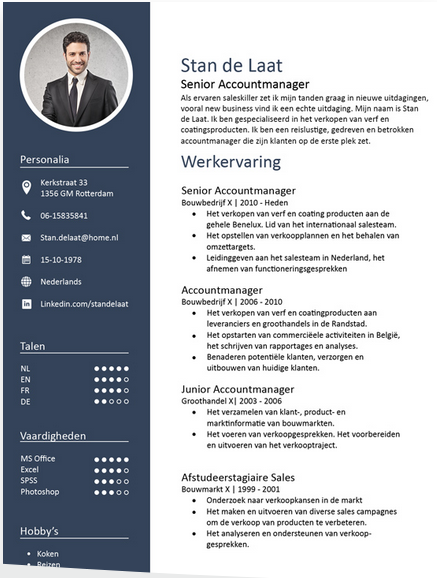 Stan de Laat
Senior Accountmanager
Als ervaren saleskiller zet ik mijn tanden graag in nieuwe uitdagingen,
vooral new business vind ik een echte uitdaging. Mijn naam is Stan
de Laat. Ik ben gespecialiseerd in het verkopen van verf en
coatingsproducten. Ik ben een reislustige, gedreven en betrokken
accountmanager die zijn klanten op de eerste plek zet.
Personalia
Kerkstraat 33
1356 GM Rotterdam
06-15835841
Stan.delaat@home.nl
15-10-1978
Nederlands
Linkedin.com/standelaat
Talen
NL
EN
FR
DE
Vaardigheden
MS Office
Excel
SPSS
Photoshop
Hobby's
• Koken
• Reizen
Werkervaring
Senior Accountmanager
Bouwbedrijf X | 2010 - Heden
• Het verkopen van verf en coating producten aan de
gehele Benelux. Lid van het internationaal salesteam.
• Het opstellen van verkoopplannen en het behalen van
omzettargets.
• Leidinggeven aan het salesteam in Nederland, het
afnemen van functioneringsgesprekken
Accountmanager
Bouwbedrijf X | 2006 - 2010
• Het verkopen van verf en coatingproducten aan
leveranciers en groothandels in de Randstad.
• Het opstarten van commerciële activiteiten in België,
het schrijven van rapportages en analyses.
• Benaderen potentiële klanten, verzorgen en
uitbouwen van huidige klanten.
Junior Accountmanager
Groothandel X| 2003 - 2006
• Het verzamelen van klant-, product- en
marktinformatie van bouwmarkten.
• Het voeren van verkoopgesprekken. Het voorbereiden
en uitvoeren van het verkooptraject.
Afstudeerstagiaire Sales
Bouwmarkt X | 1999 - 2001
• Onderzoek naar verkoopkansen in de markt
• Het maken en uitvoeren van diverse sales campagnes
om de verkoop van producten te verbeteren.
• Het analyseren en ondersteunen van verkoop-
gesprekken.